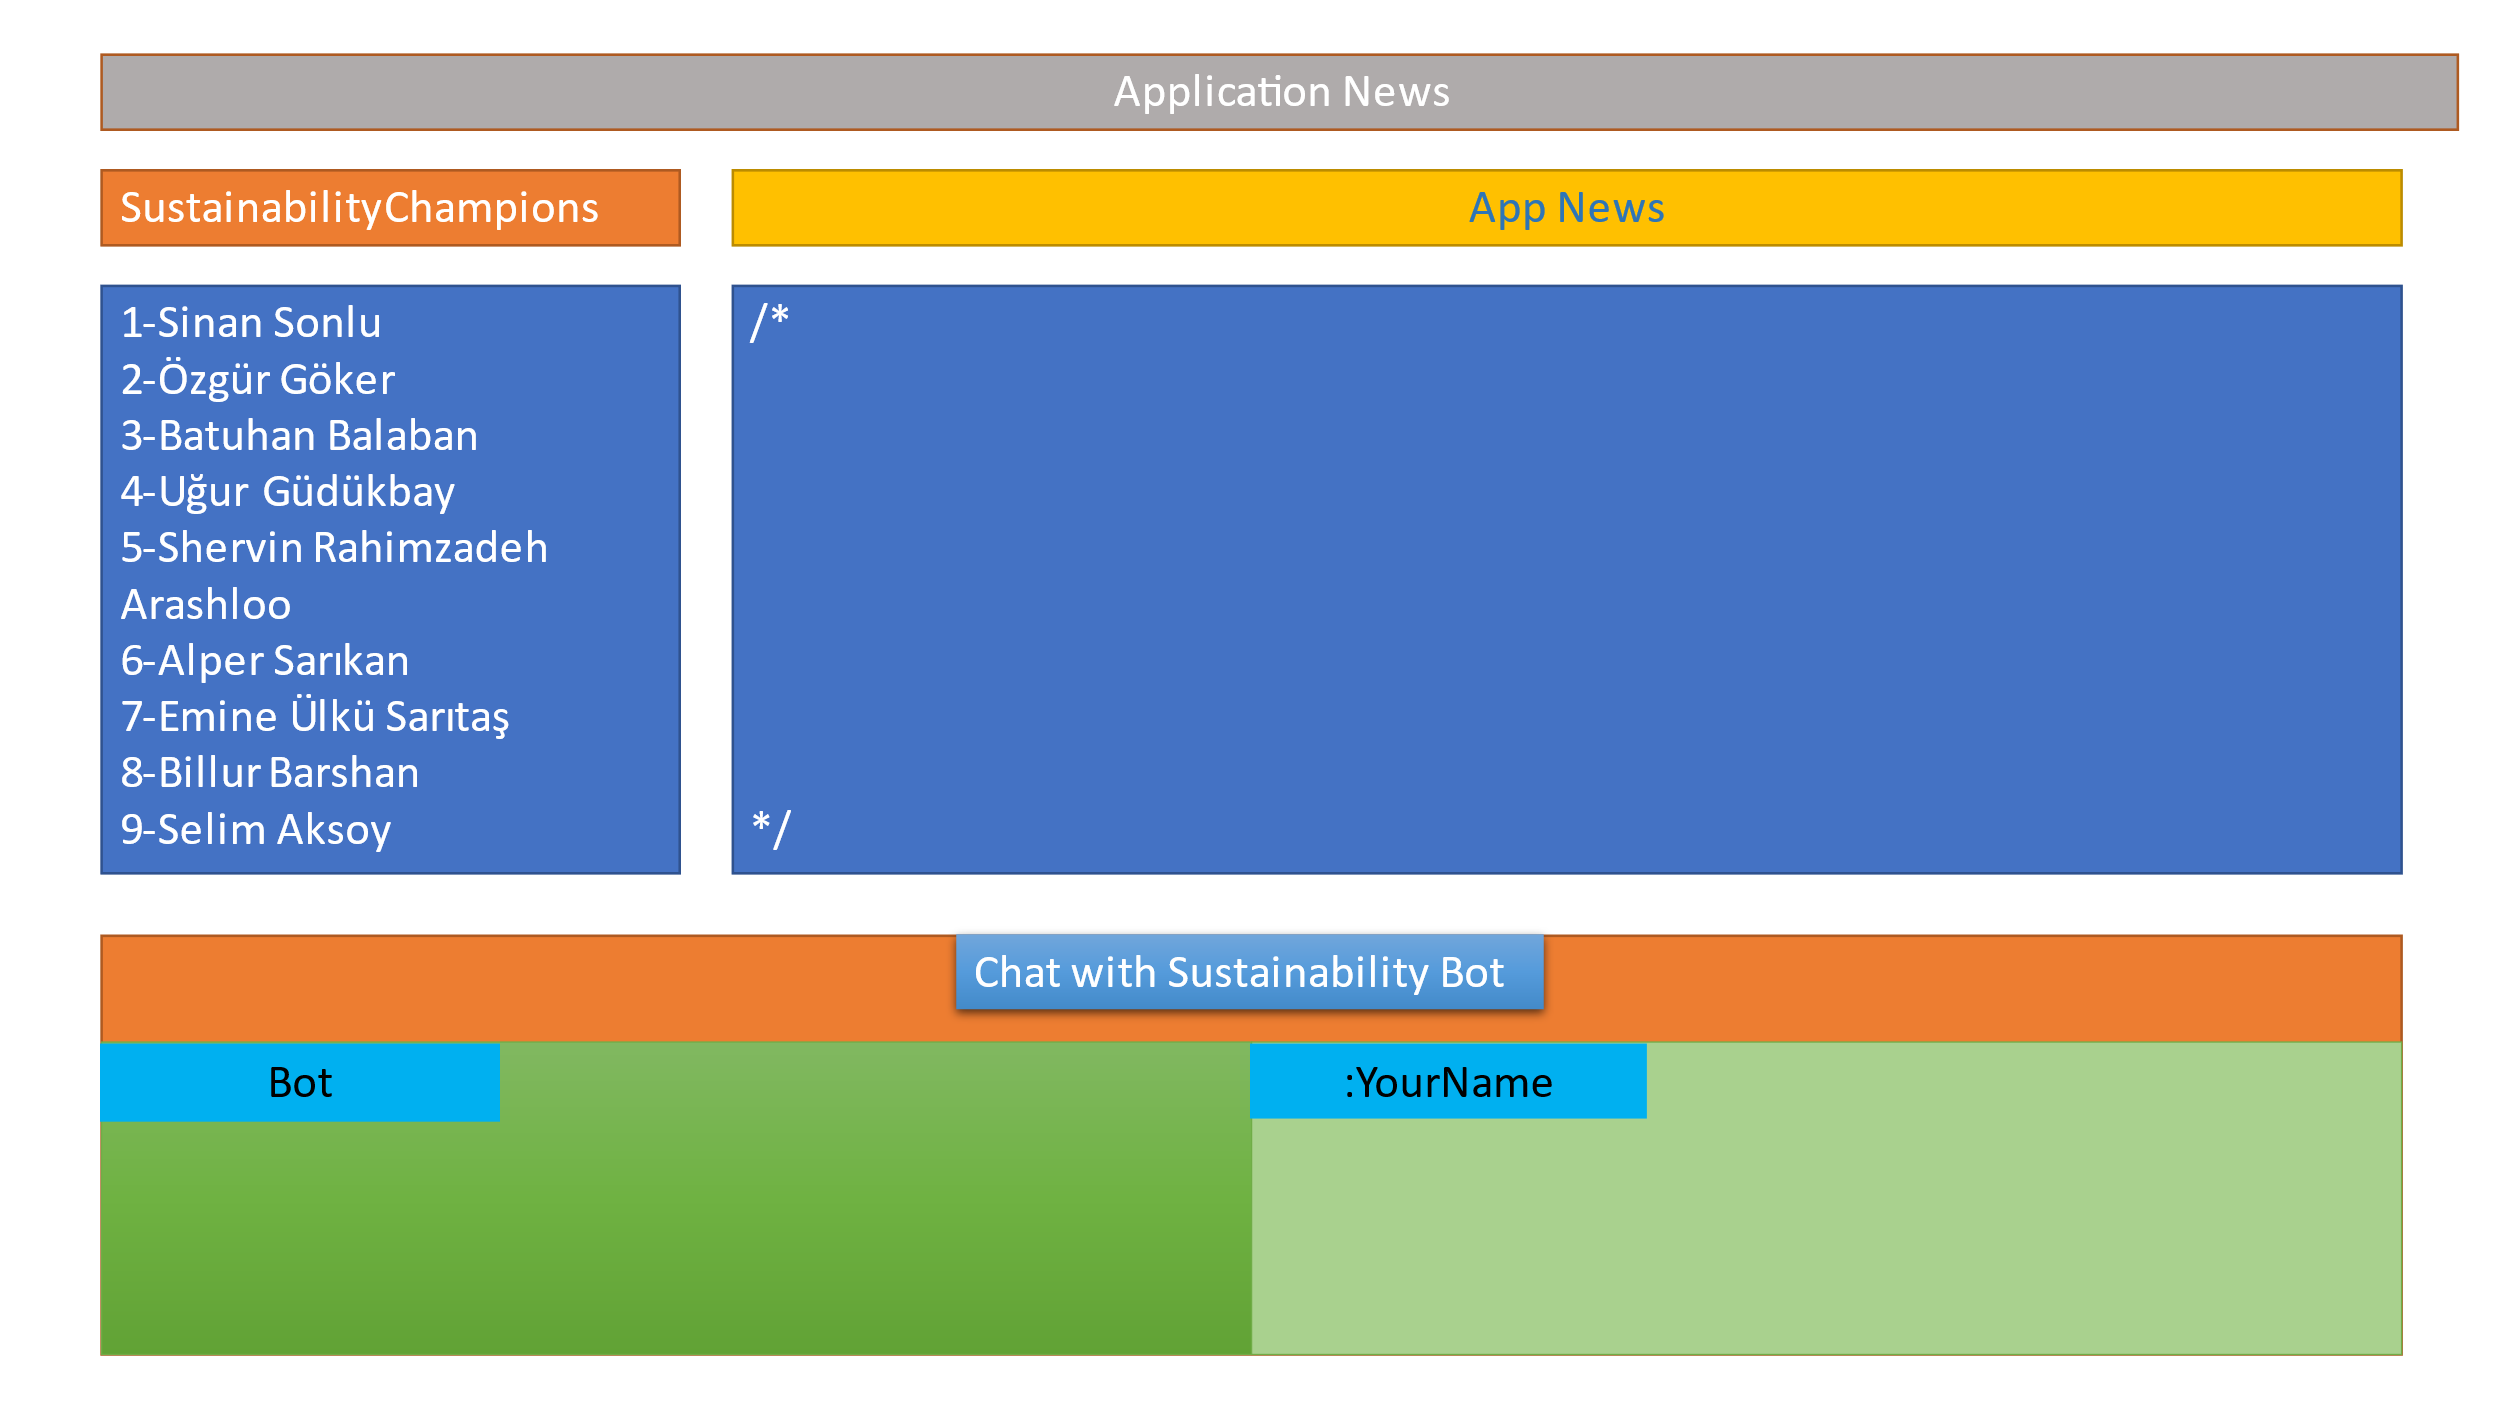 Application News
SustainabilityChampions
App News
1-Sinan Sonlu
2-Özgür Göker
3-Batuhan Balaban
4-Uğur Güdükbay
5-Shervin Rahimzadeh
Arashloo
6-Alper Sarıkan
7-Emine Ülkü Sarıtaş
8-Billur Barshan
9-Selim Aksoy
/*
*/
Chat with Sustainability Bot
Bot
:YourName